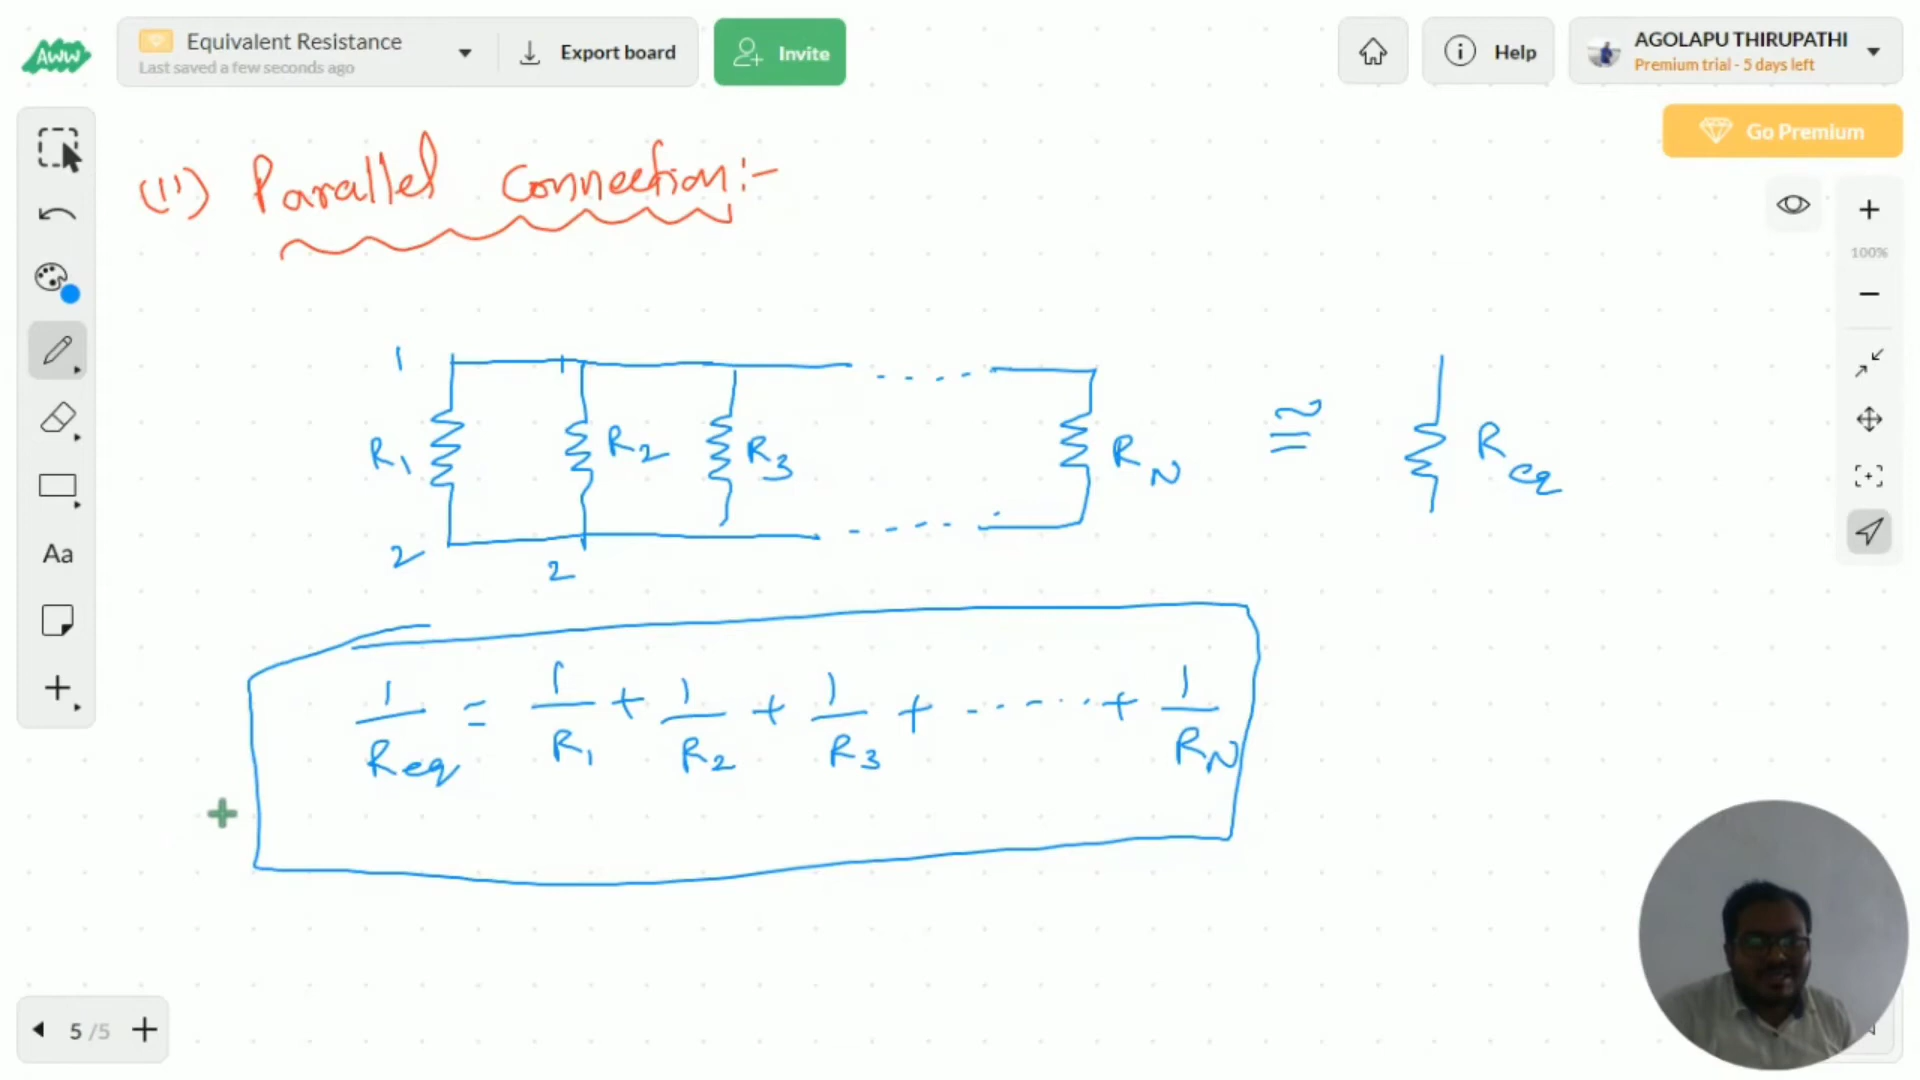 AWW
Equivalent Resistance
Last saved a few seconds ago
Export board
Invite
Help
AGOLAPU THIRUPATHI
Premium trial - 5 days left
Go Premium
(ii) Parallel Connection:-
100%
1
R1 R2 R3 ..... RN ≅ Req
2 2
1/Req = 1/R1 + 1/R2 + 1/R3 + ...... + 1/RN
Aa
5 /5